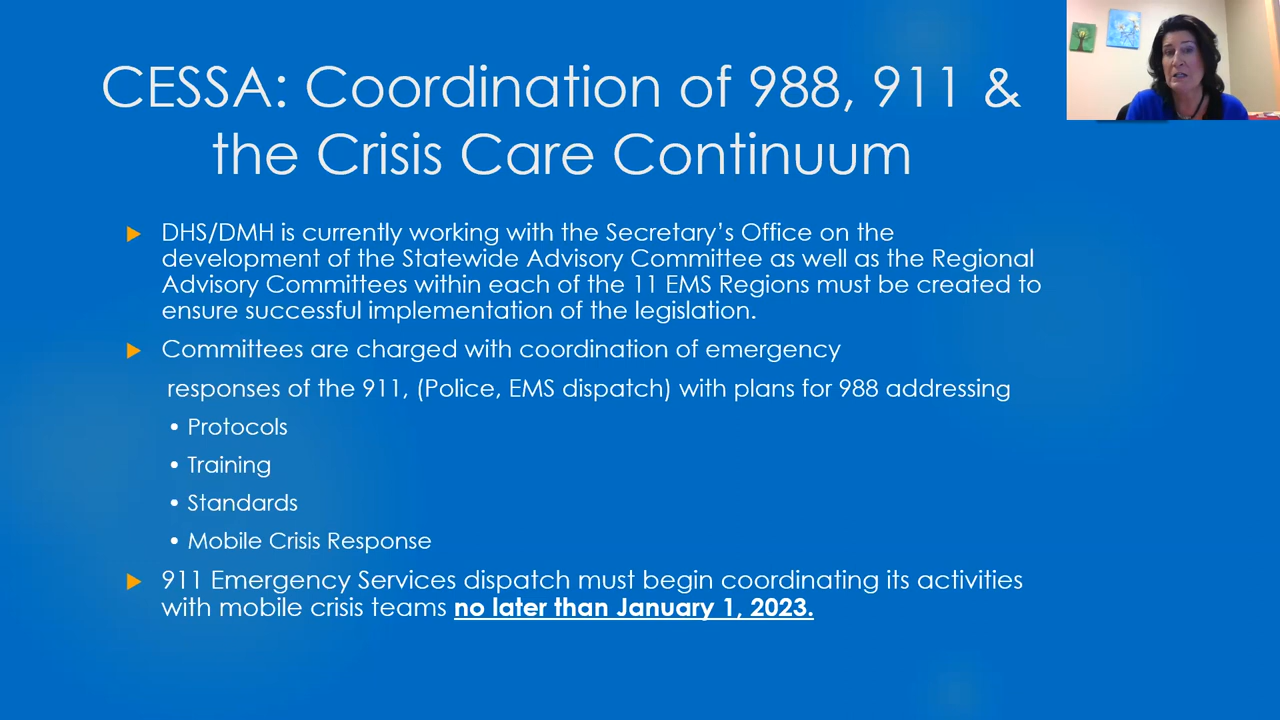 CESSA: Coordination of 988, 911 &
the Crisis Care Continuum
DHS/DMH is currently working with the Secretary’s Office on the
development of the Statewide Advisory Committee as well as the Regional
Advisory Committees within each of the 11 EMS Regions must be created to
ensure successful implementation of the legislation.
Committees are charged with coordination of emergency
responses of the 911, (Police, EMS dispatch) with plans for 988 addressing
• Protocols
• Training
• Standards
• Mobile Crisis Response
911 Emergency Services dispatch must begin coordinating its activities
with mobile crisis teams no later than January 1, 2023.